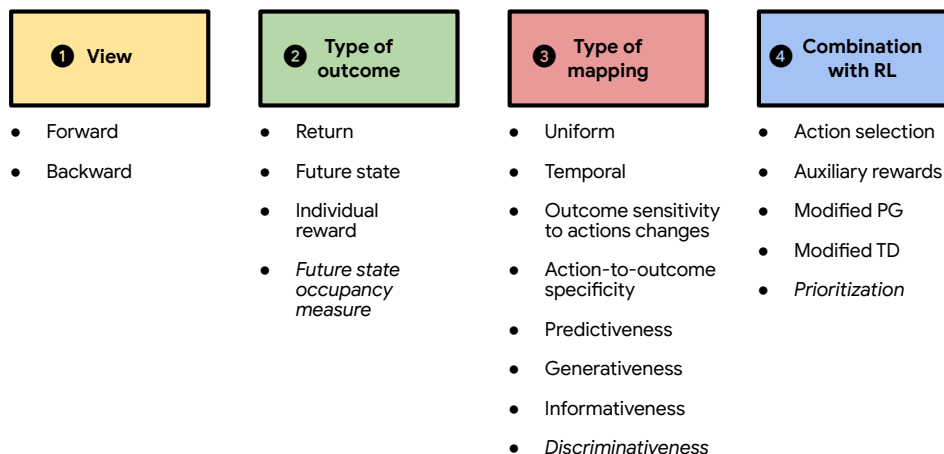 1 View
● Forward
● Backward
2 Type of
outcome
● Return
● Future state
● Individual
reward
● Future state
occupancy
measure
3 Type of
mapping
● Uniform
● Temporal
● Outcome sensitivity
to actions changes
● Action-to-outcome
specificity
● Predictiveness
● Generativeness
● Informativeness
● Discriminativeness
4 Combination
with RL
● Action selection
● Auxiliary rewards
● Modified PG
● Modified TD
● Prioritization